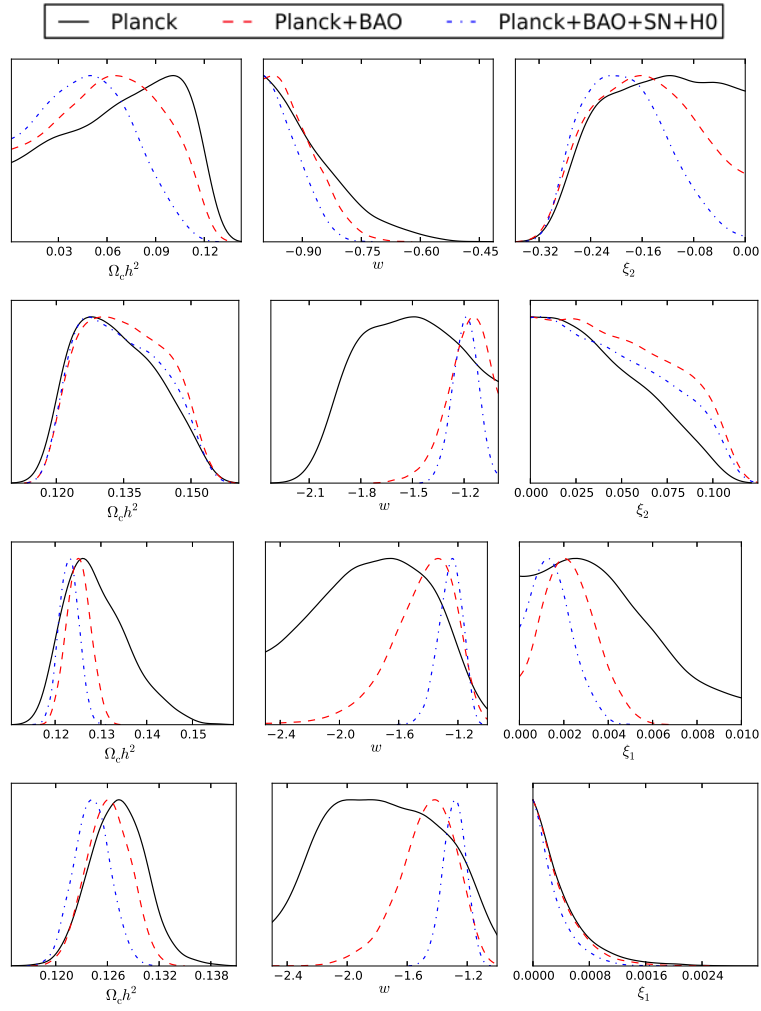 Planck Planck+BAO Planck+BAO+SN+H0
0.03 0.06 0.09 0.12 −0.90 −0.75 −0.60 −0.45 −0.32 −0.24 −0.16 −0.08 0.00
Ωch² w ξ₂
0.120 0.135 0.150 −2.1 −1.8 −1.5 −1.2 0.000 0.025 0.050 0.075 0.100
Ωch² w ξ₂
0.12 0.13 0.14 0.15 −2.4 −2.0 −1.6 −1.2 0.000 0.002 0.004 0.006 0.008 0.010
Ωch² w ξ₁
0.120 0.126 0.132 0.138 −2.4 −2.0 −1.6 −1.2 0.0000 0.0008 0.0016 0.0024
Ωch² w ξ₁